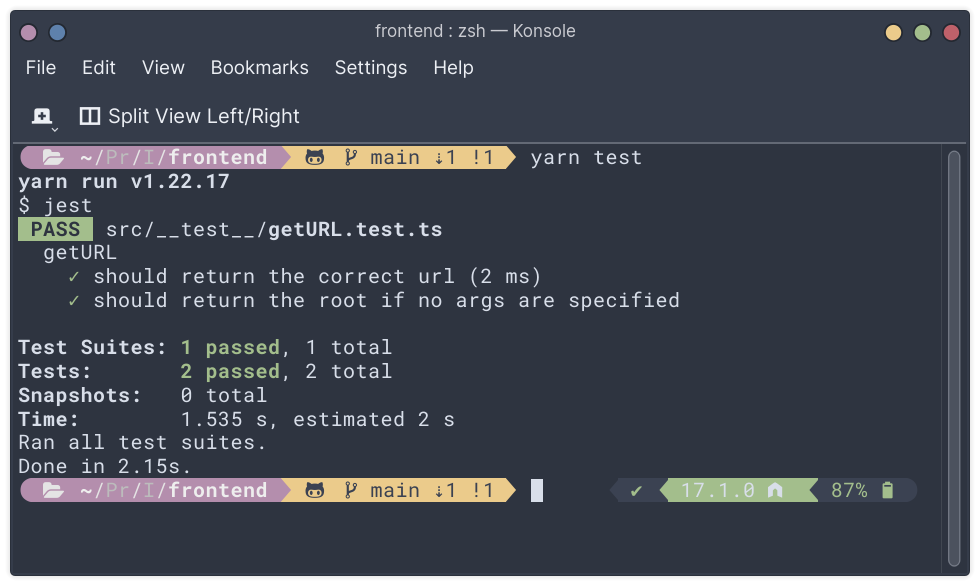 frontend : zsh — Konsole
File Edit View Bookmarks Settings Help
Split View Left/Right
~/Pr/I/frontend main ⇣1 !1 yarn test
yarn run v1.22.17
$ jest
PASS src/__test__/getURL.test.ts
getURL
✓ should return the correct url (2 ms)
✓ should return the root if no args are specified
Test Suites: 1 passed, 1 total
Tests: 2 passed, 2 total
Snapshots: 0 total
Time: 1.535 s, estimated 2 s
Ran all test suites.
Done in 2.15s.
~/Pr/I/frontend main ⇣1 !1 ✔ 17.1.0 87%